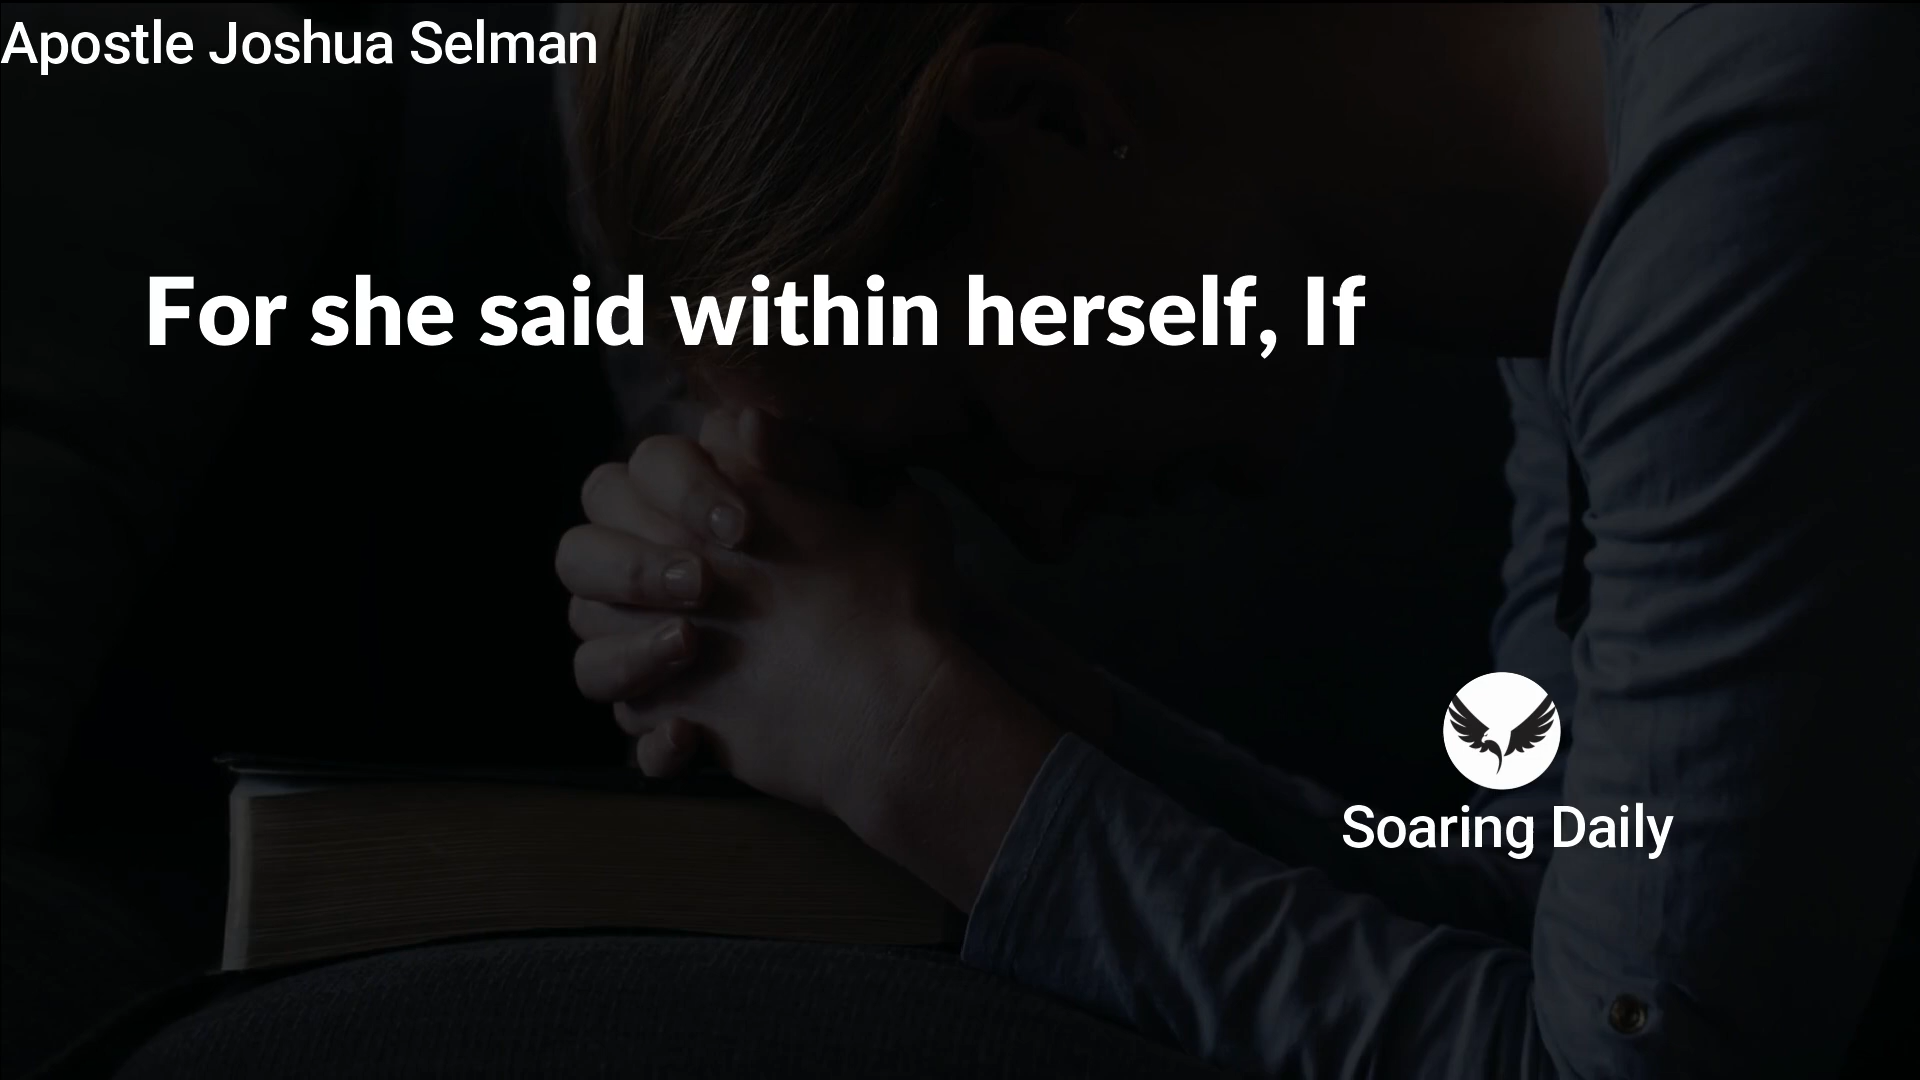 Apostle Joshua Selman
For she said within herself, If
Soaring Daily